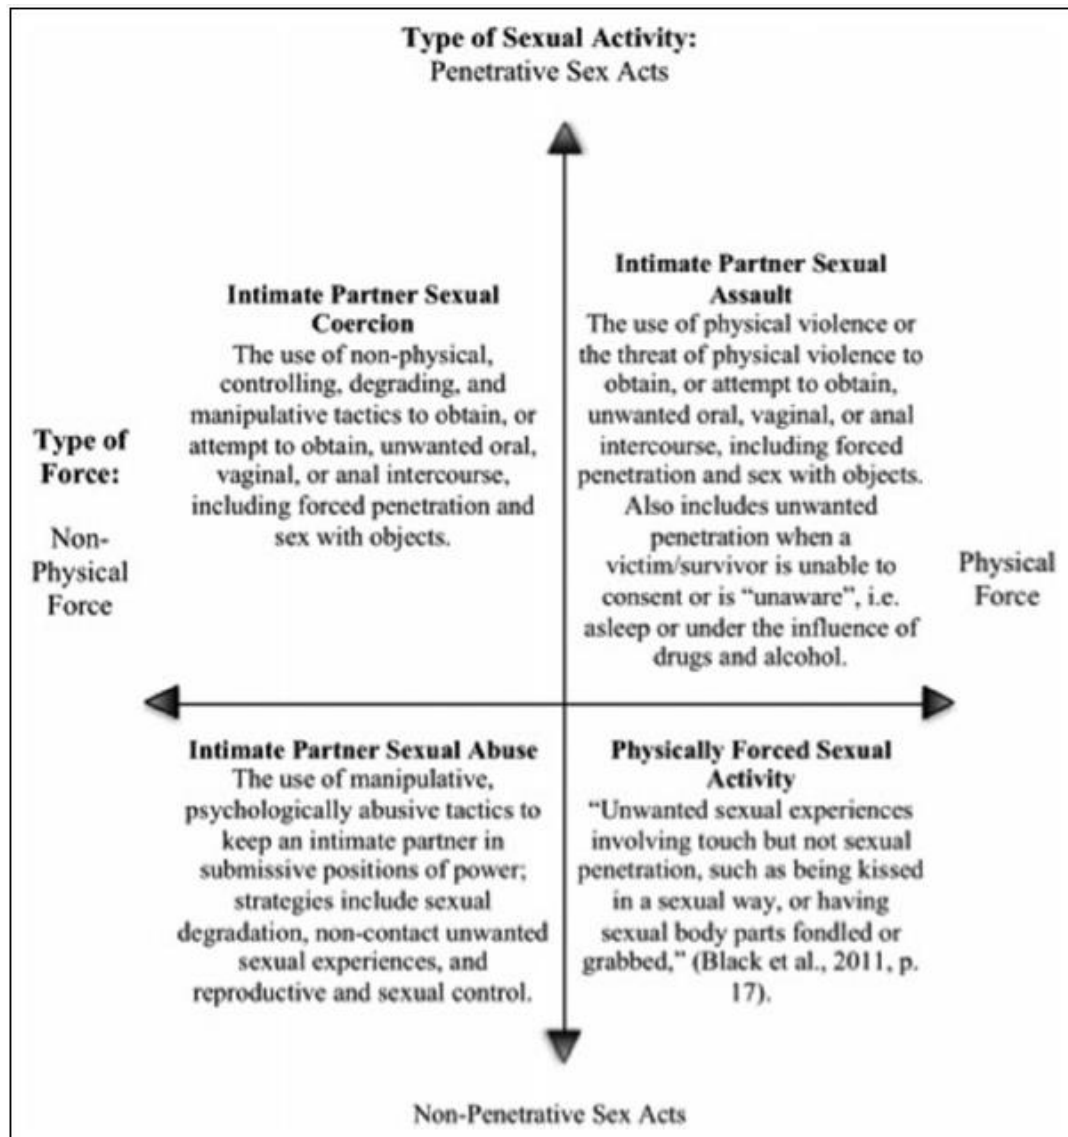 Type of Sexual Activity:
Penetrative Sex Acts
Intimate Partner Sexual
Coercion
The use of non-physical,
controlling, degrading, and
manipulative tactics to obtain, or
attempt to obtain, unwanted oral,
vaginal, or anal intercourse,
including forced penetration and
sex with objects.
Intimate Partner Sexual
Assault
The use of physical violence or
the threat of physical violence to
obtain, or attempt to obtain,
unwanted oral, vaginal, or anal
intercourse, including forced
penetration and sex with objects.
Also includes unwanted
penetration when a
victim/survivor is unable to
consent or is “unaware”, i.e.
asleep or under the influence of
drugs and alcohol.
Type of
Force:
Non-
Physical
Force
Physical
Force
Intimate Partner Sexual Abuse
The use of manipulative,
psychologically abusive tactics to
keep an intimate partner in
submissive positions of power;
strategies include sexual
degradation, non-contact unwanted
sexual experiences, and
reproductive and sexual control.
Physically Forced Sexual
Activity
“Unwanted sexual experiences
involving touch but not sexual
penetration, such as being kissed
in a sexual way, or having
sexual body parts fondled or
grabbed,” (Black et al., 2011, p.
17).
Non-Penetrative Sex Acts